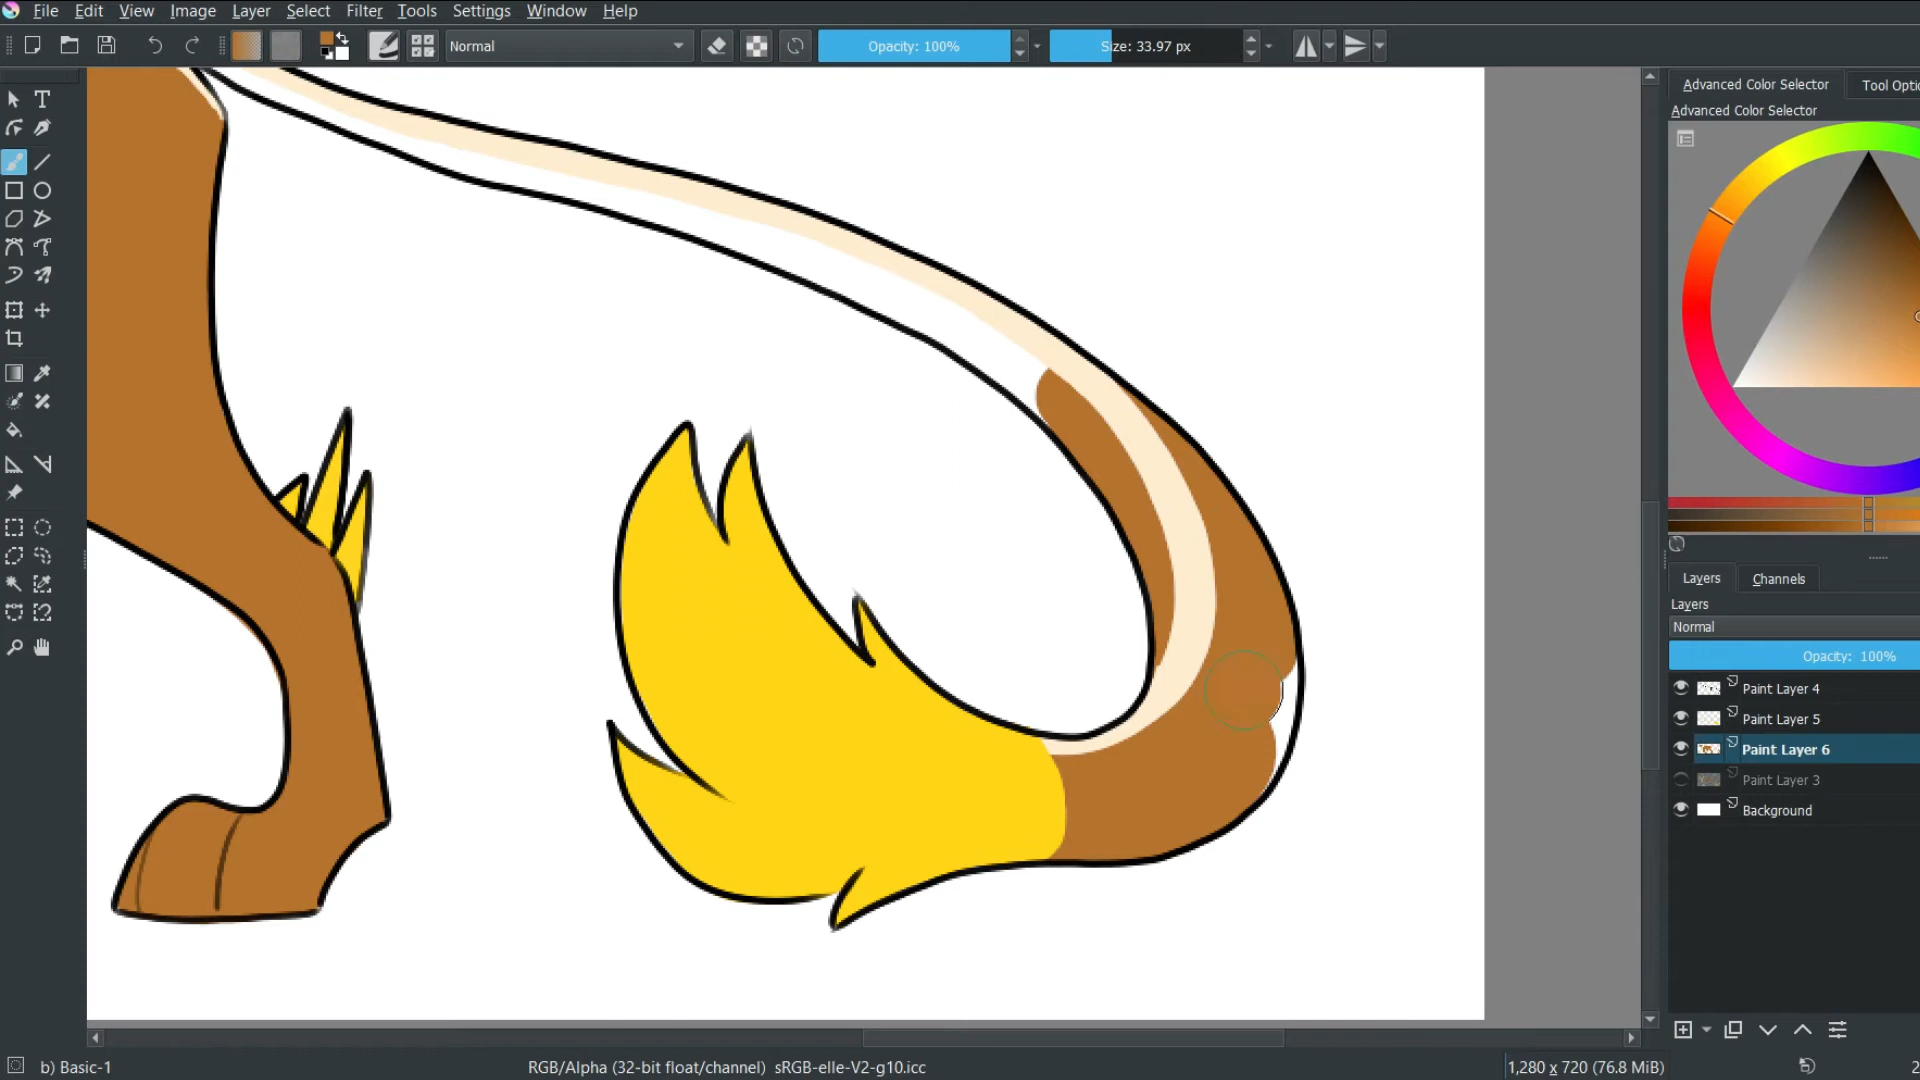 File Edit View Image Layer Select Filter Tools Settings Window Help
Normal Opacity: 100% Size: 33.97 px
Advanced Color Selector Tool Optic
Advanced Color Selector
Layers Channels
Layers
Normal
Opacity: 100%
Paint Layer 4
Paint Layer 5
Paint Layer 6
Paint Layer 3
Background
b) Basic-1 RGB/Alpha (32-bit float/channel) sRGB-elle-V2-g10.icc 1,280 x 720 (76.8 MiB) 2